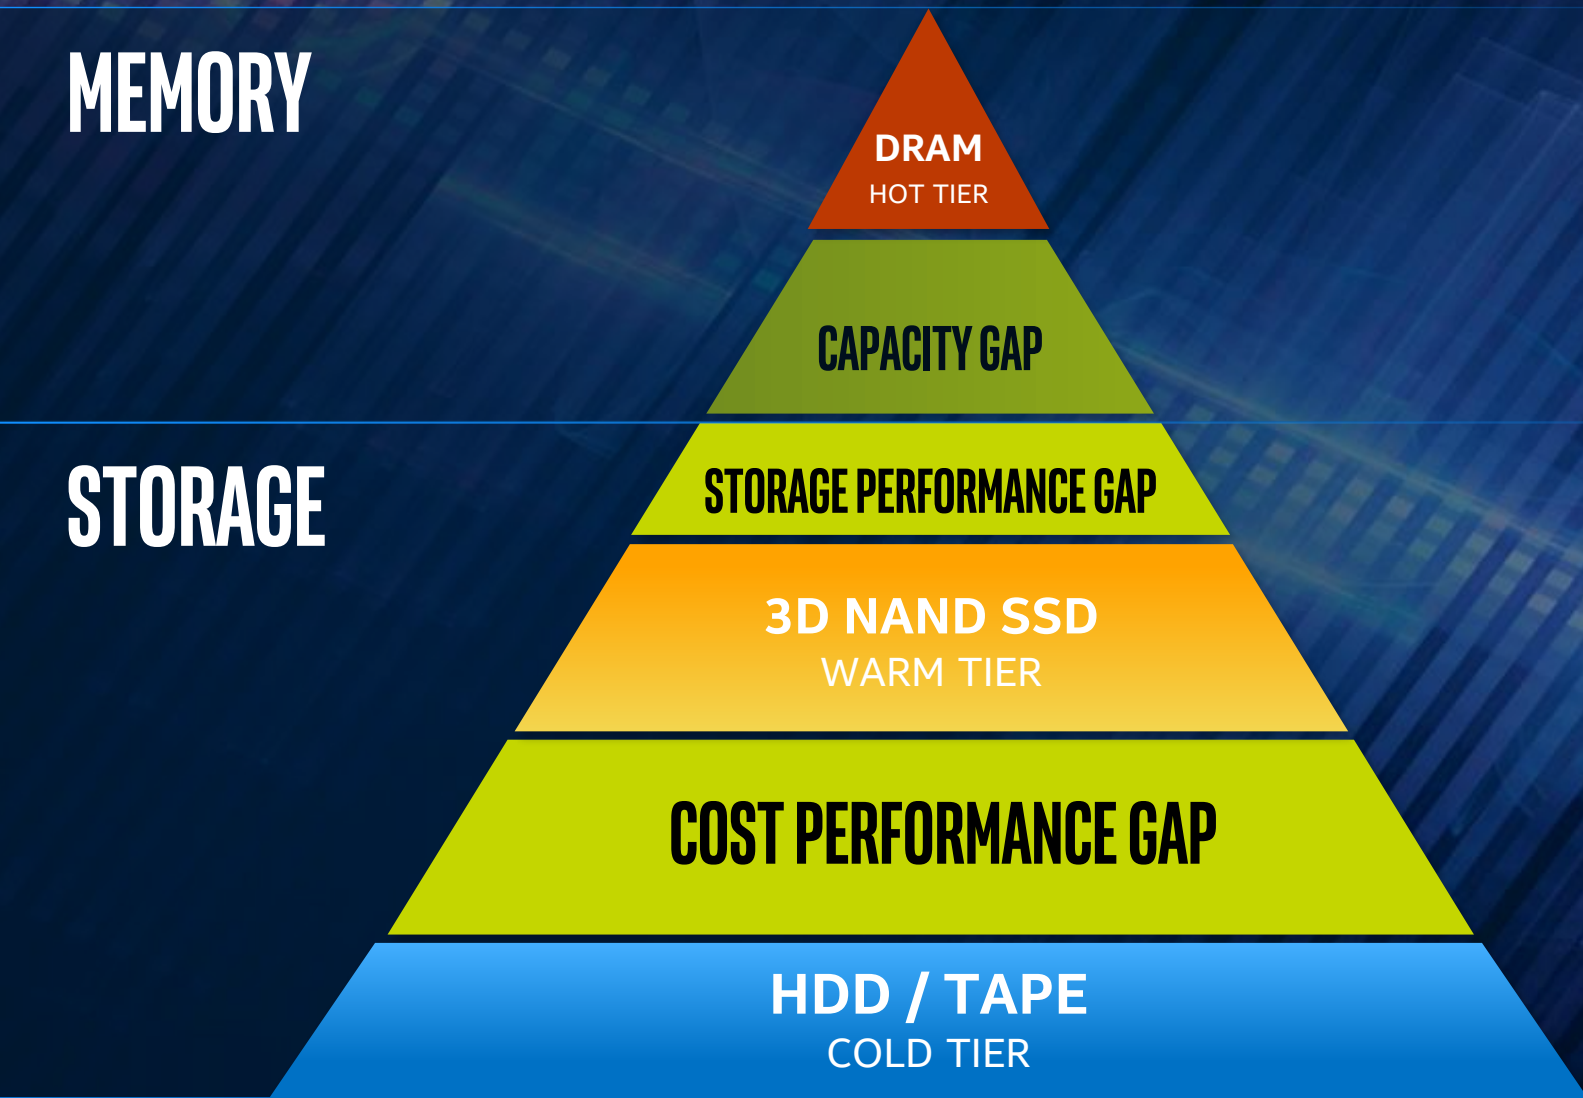 MEMORY
DRAM
HOT TIER
CAPACITY GAP
STORAGE
STORAGE PERFORMANCE GAP
3D NAND SSD
WARM TIER
COST PERFORMANCE GAP
HDD / TAPE
COLD TIER